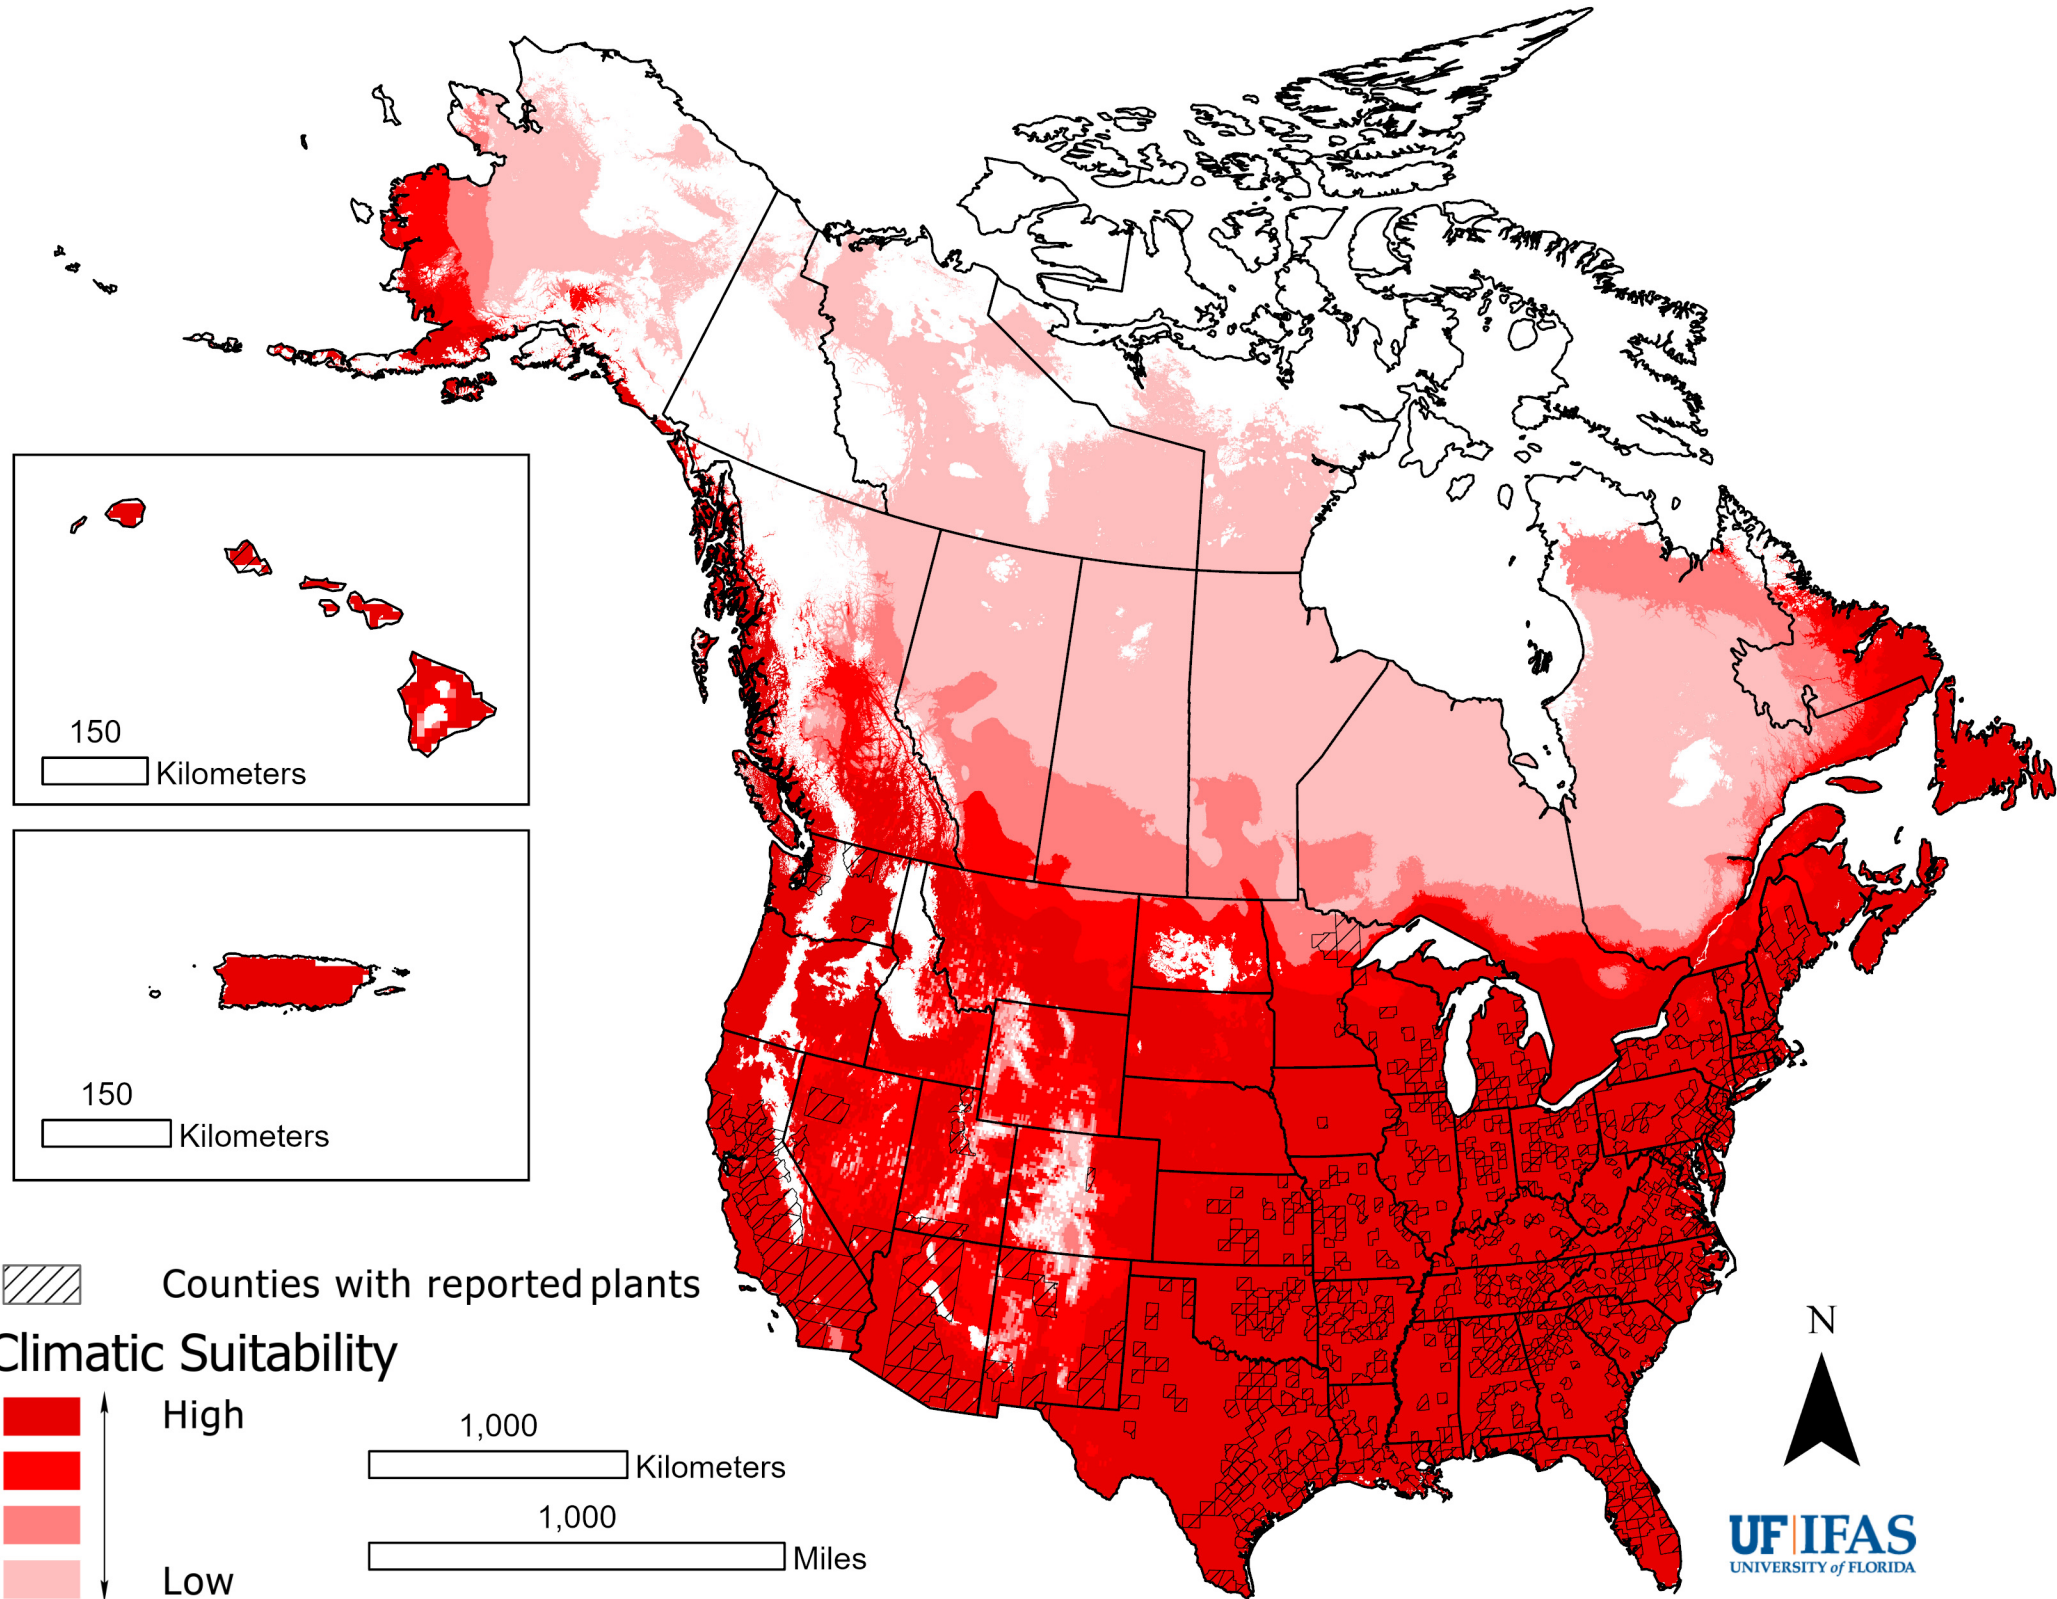 150
Kilometers
150
Kilometers
Counties with reported plants
Climatic Suitability
High
Low
1,000
Kilometers
1,000
Miles
N
UF|IFAS
UNIVERSITY of FLORIDA